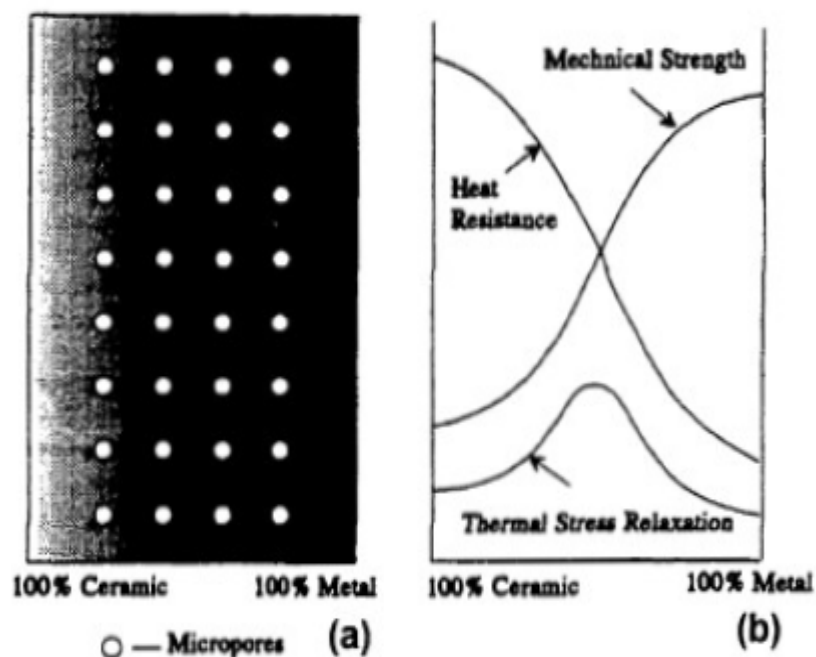 100% Ceramic 100% Metal
○ — Micropores (a)
Mechnical Strength
Heat
Resistance
Thermal Stress Relaxation
100% Ceramic 100% Metal
(b)